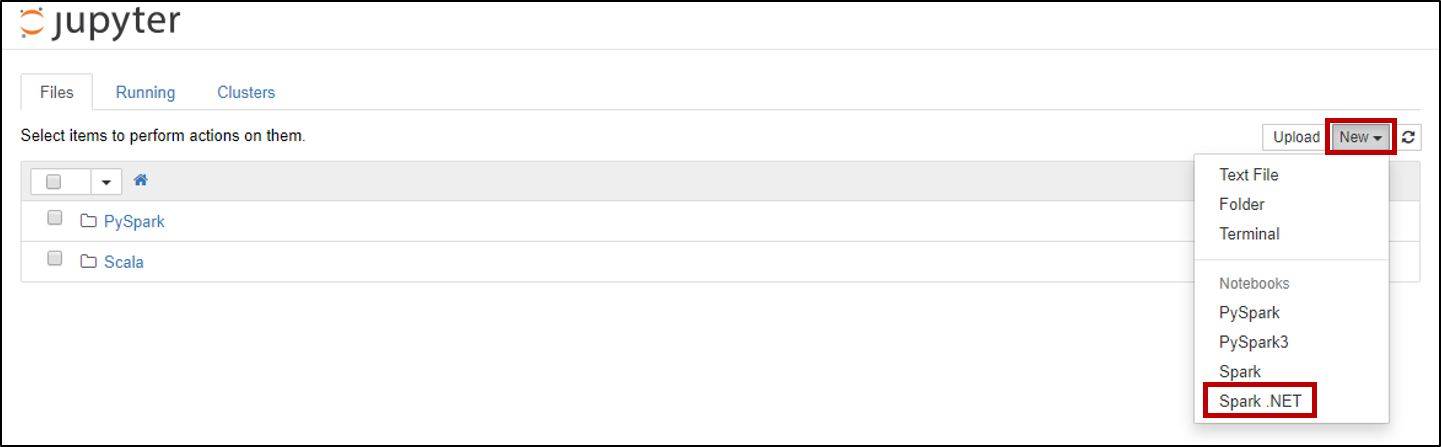 jupyter
Files Running Clusters
Select items to perform actions on them.
Upload New
PySpark
Scala
Text File
Folder
Terminal
Notebooks
PySpark
PySpark3
Spark
Spark .NET